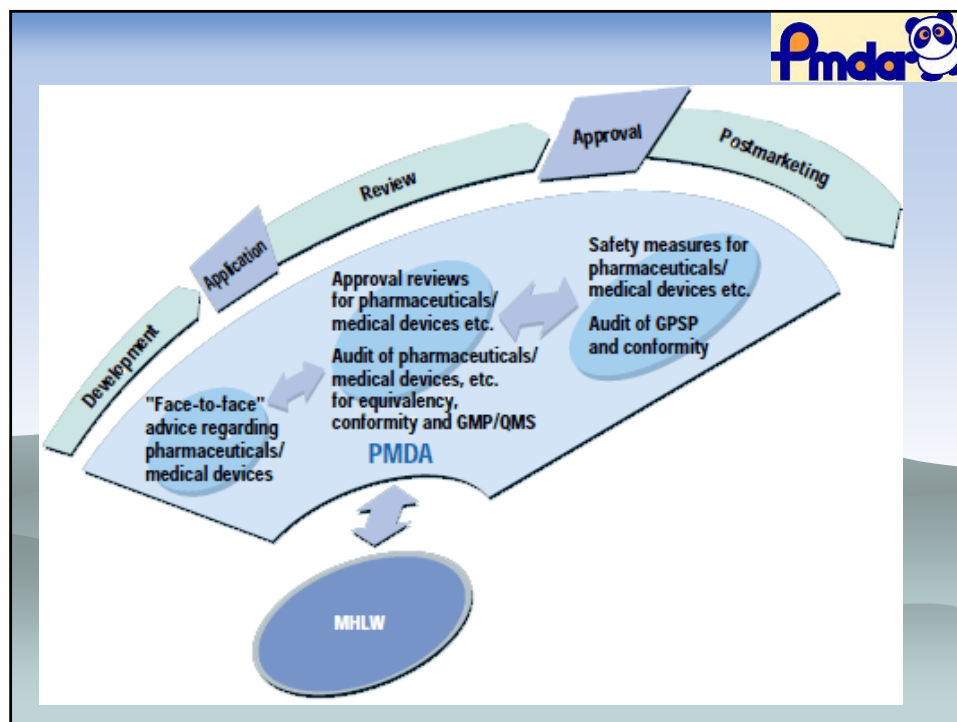 Pmda
Development
Application
Review
Approval
Postmarketing
"Face-to-face"
advice regarding
pharmaceuticals/
medical devices
Approval reviews
for pharmaceuticals/
medical devices etc.
Audit of pharmaceuticals/
medical devices, etc.
for equivalency,
conformity and GMP/QMS
Safety measures for
pharmaceuticals/
medical devices etc.
Audit of GPSP
and conformity
PMDA
MHLW